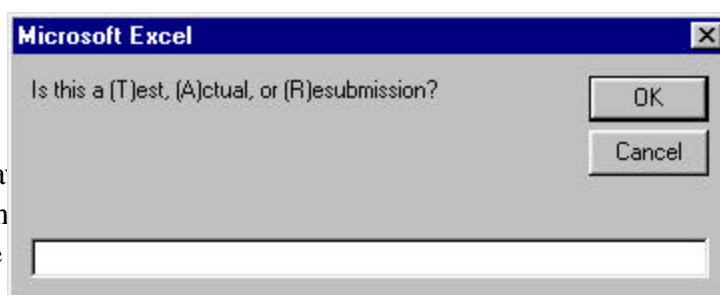 Microsoft Excel
Is this a (T)est, (A)ctual, or (R)esubmission?
OK
Cancel